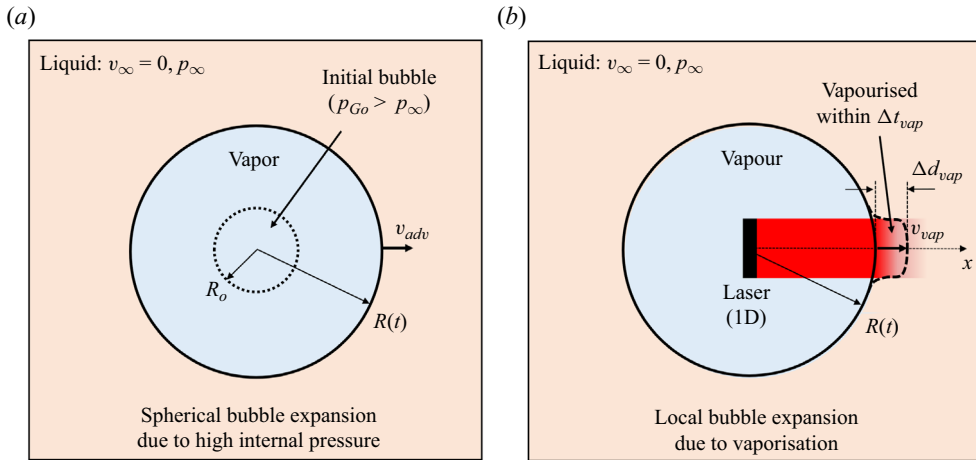 (a)
Liquid: v∞ = 0, p∞
Initial bubble
(pGo > p∞)
Vapor
vadv
Ro
R(t)
Spherical bubble expansion
due to high internal pressure
(b)
Liquid: v∞ = 0, p∞
Vapourised
within Δtvap
Vapour
Δdvap
vvap
x
Laser
(1D)
R(t)
Local bubble expansion
due to vaporisation